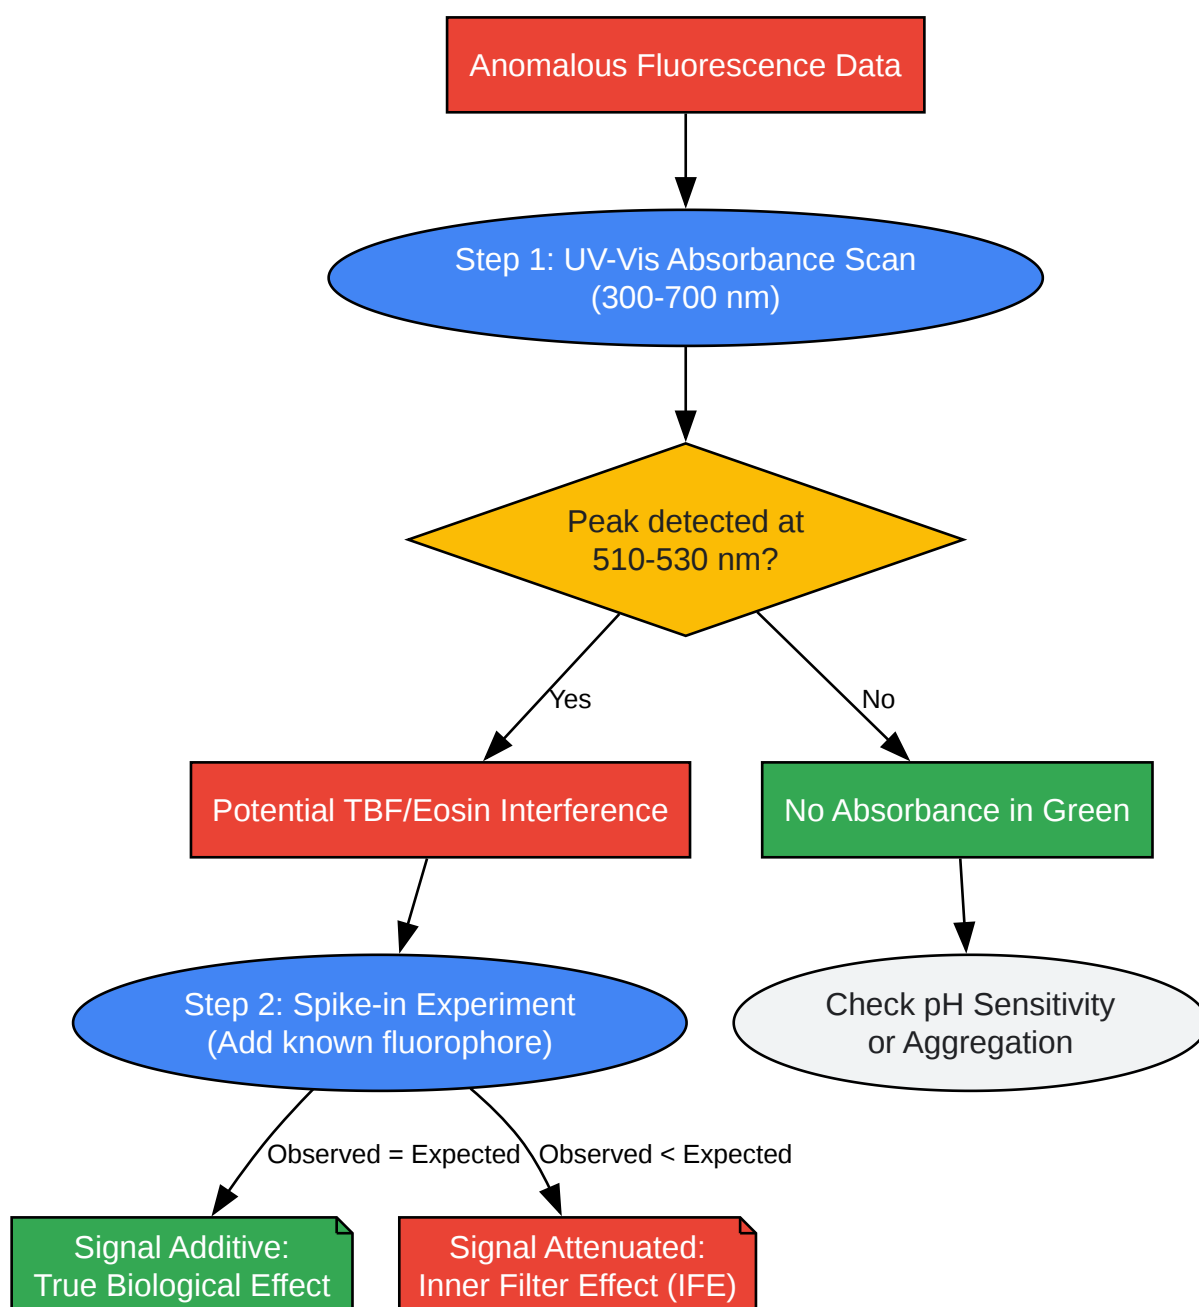 Anomalous Fluorescence Data
Step 1: UV-Vis Absorbance Scan
(300-700 nm)
Peak detected at
510-530 nm?
Yes
No
Potential TBF/Eosin Interference
No Absorbance in Green
Step 2: Spike-in Experiment
(Add known fluorophore)
Check pH Sensitivity
or Aggregation
Observed = Expected
Observed < Expected
Signal Additive:
True Biological Effect
Signal Attenuated:
Inner Filter Effect (IFE)